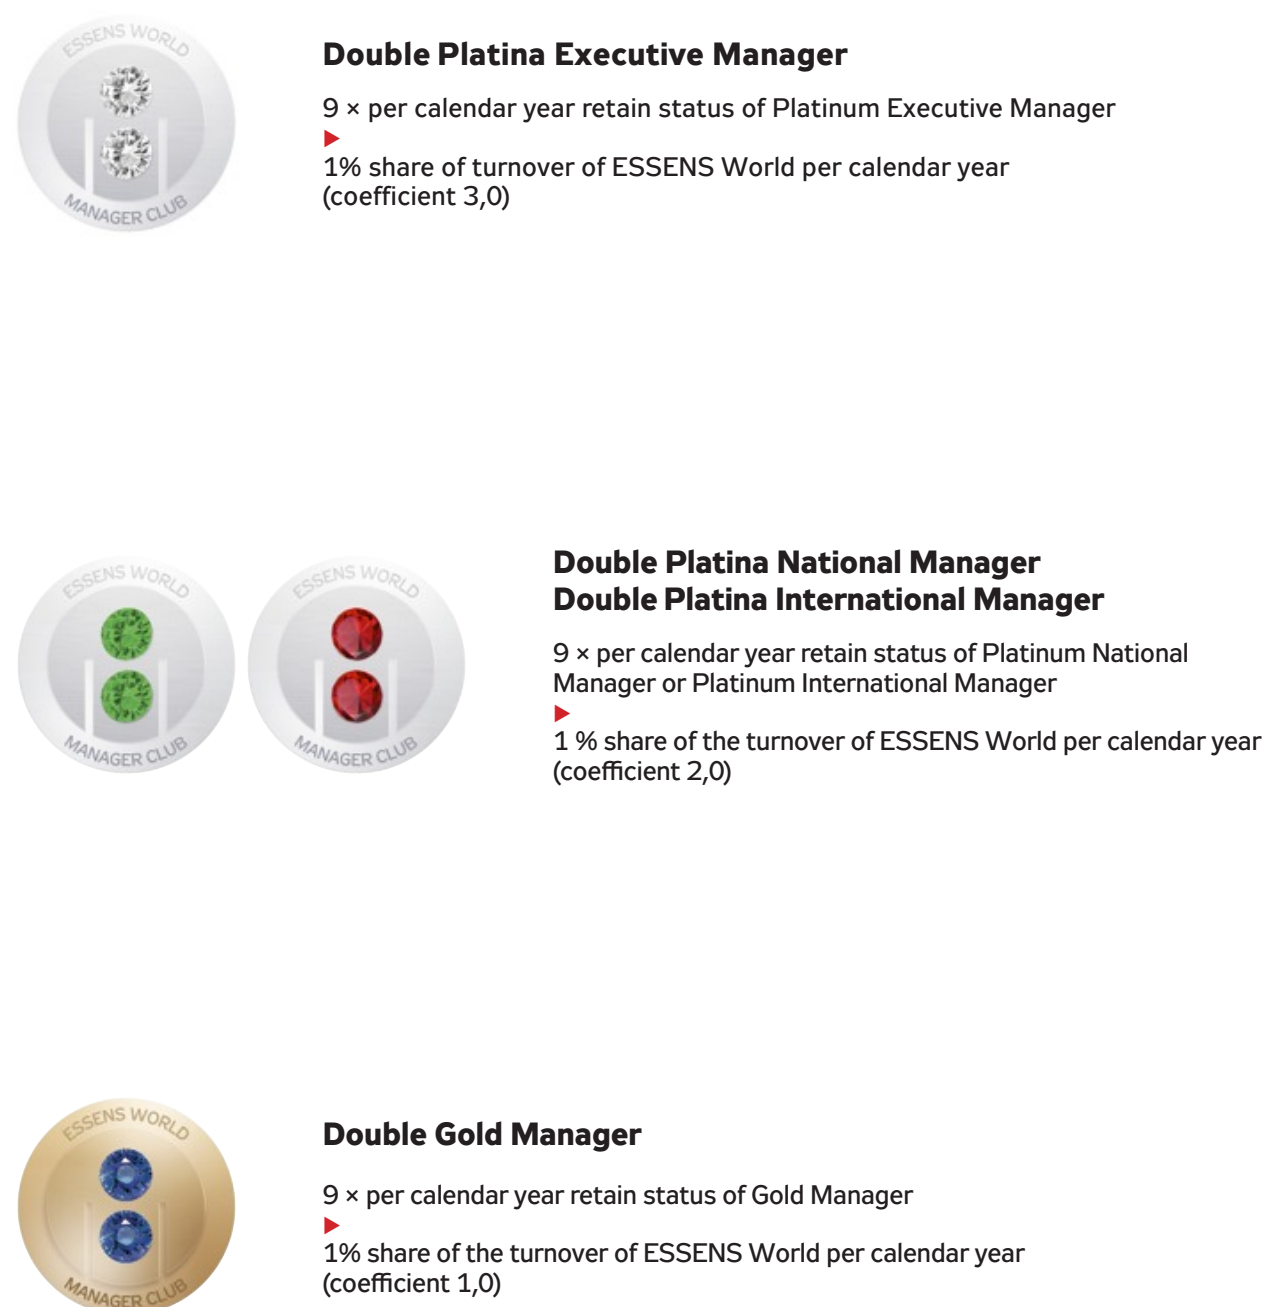 ESSENS WORLD
MANAGER CLUB
Double Platina Executive Manager
9 × per calendar year retain status of Platinum Executive Manager
1% share of turnover of ESSENS World per calendar year
(coefficient 3,0)
ESSENS WORLD
MANAGER CLUB
ESSENS WORLD
MANAGER CLUB
Double Platina National Manager
Double Platina International Manager
9 × per calendar year retain status of Platinum National
Manager or Platinum International Manager
1 % share of the turnover of ESSENS World per calendar year
(coefficient 2,0)
ESSENS WORLD
MANAGER CLUB
Double Gold Manager
9 × per calendar year retain status of Gold Manager
1% share of the turnover of ESSENS World per calendar year
(coefficient 1,0)